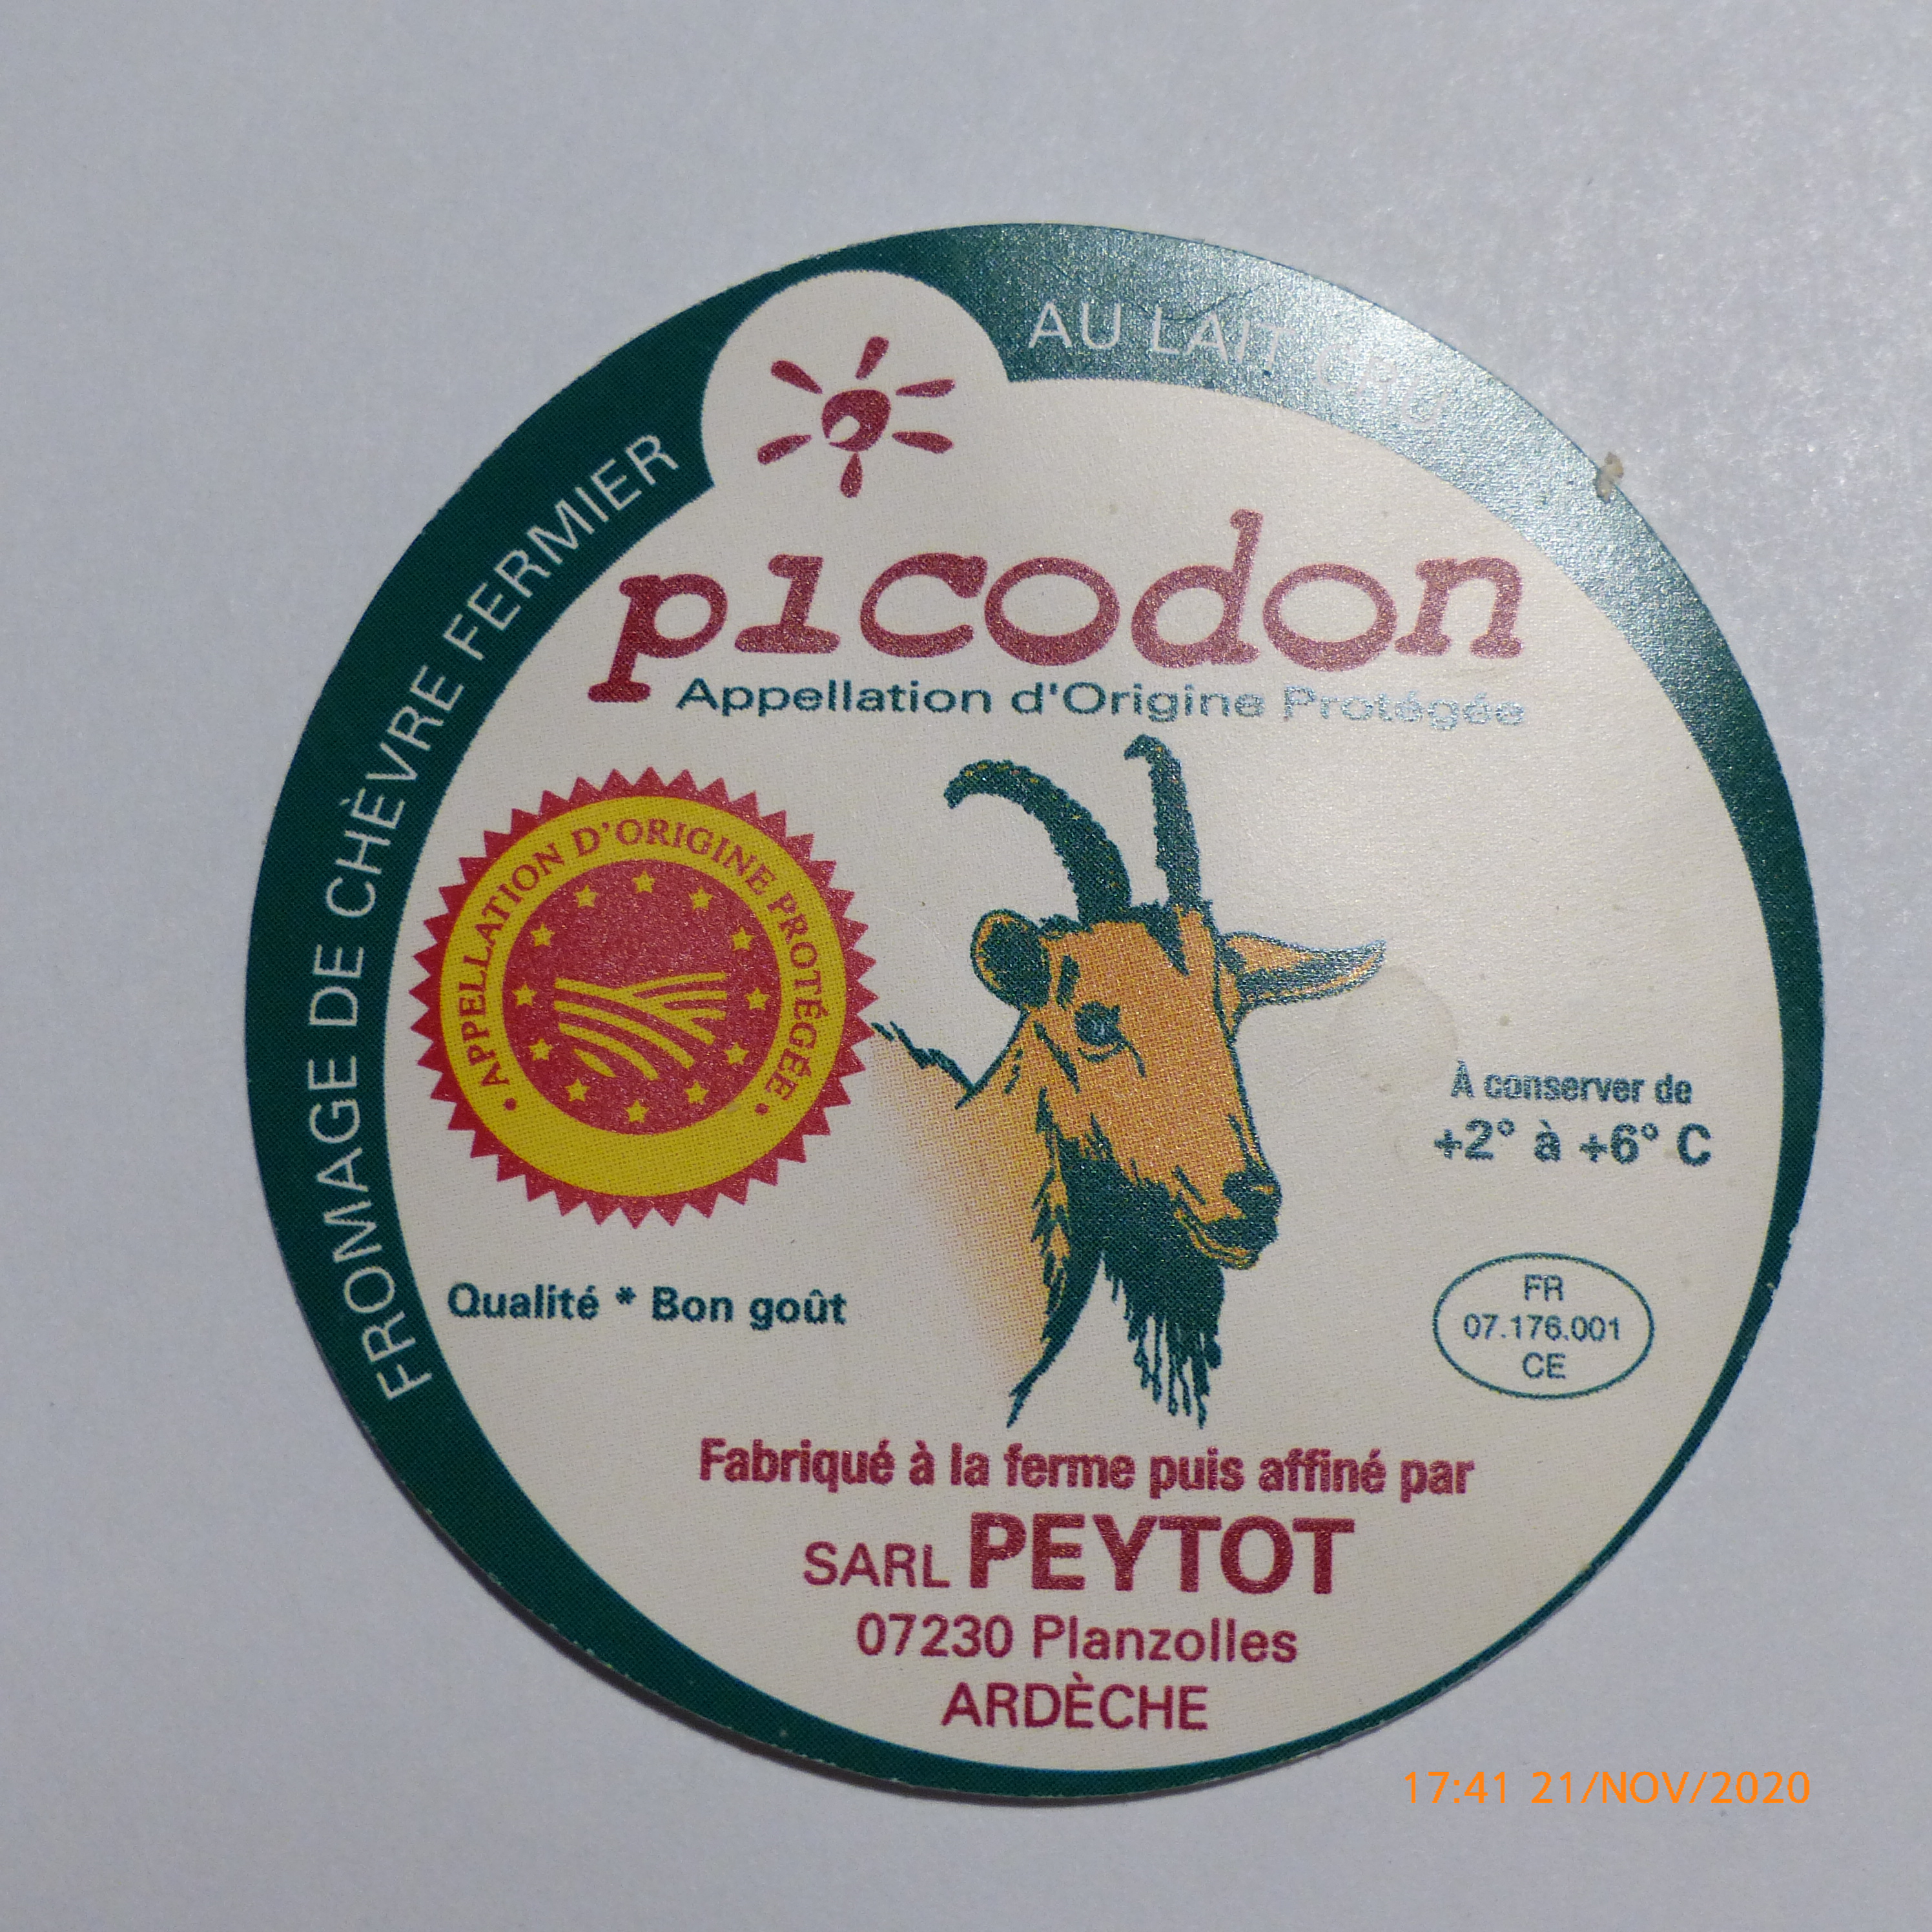 FROMAGE DE CHÈVRE FERMIER
AU LAIT CRU
picodon
Appellation d'Origine Protégée
• APPELLATION D'ORIGINE PROTÉGÉE •
À conserver de
+2° à +6° C
Qualité * Bon goût
FR
07.176.001
CE
Fabriqué à la ferme puis affiné par
SARL PEYTOT
07230 Planzolles
ARDÈCHE
17:41 21/NOV/2020